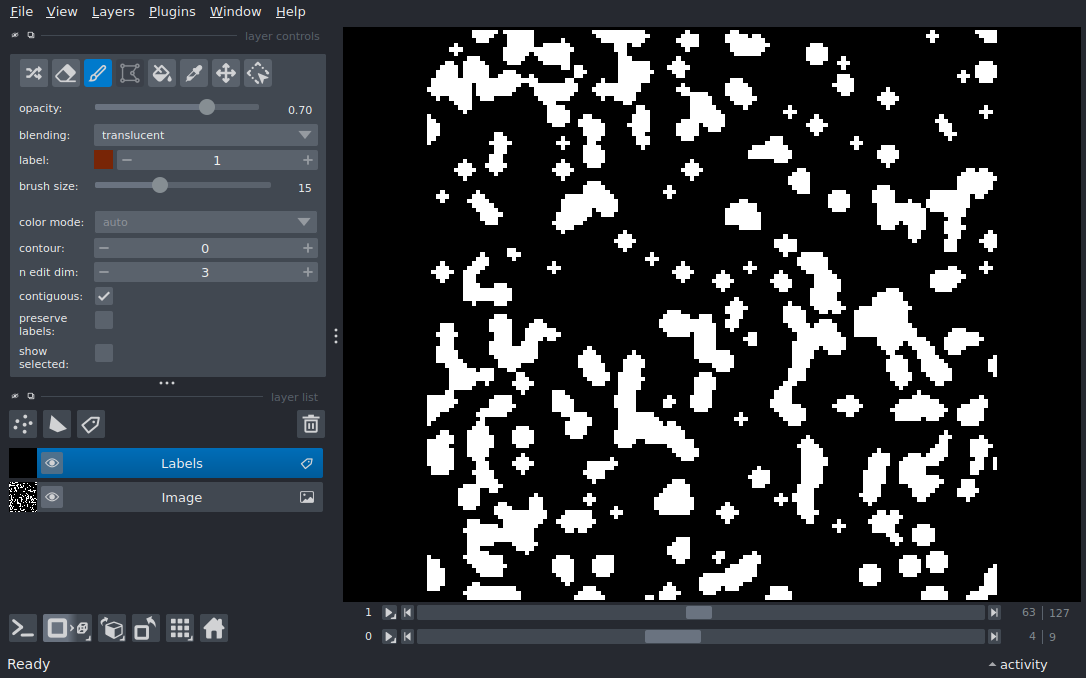 File View Layers Plugins Window Help
layer controls
opacity: 0.70
blending: translucent
label: 1
brush size: 15
color mode: auto
contour: 0
n edit dim: 3
contiguous:
preserve
labels:
show
selected:
layer list
Labels
Image
1 63 127
0 4 9
Ready activity